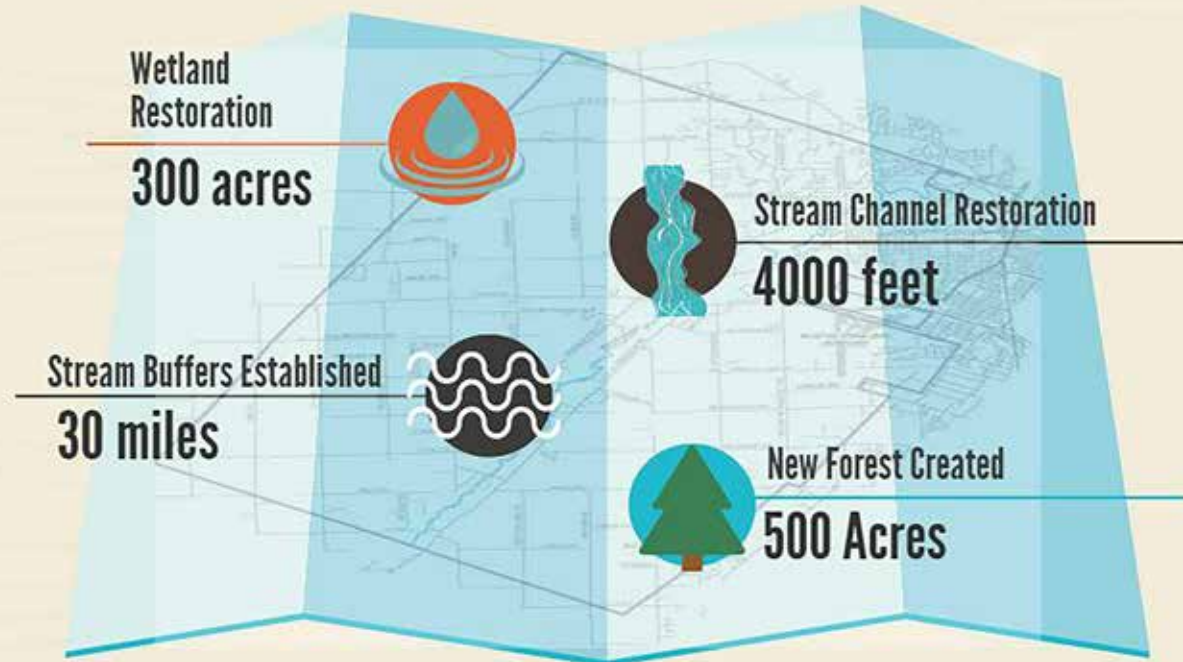 Wetland
Restoration
300 acres
Stream Channel Restoration
4000 feet
Stream Buffers Established
30 miles
New Forest Created
500 Acres